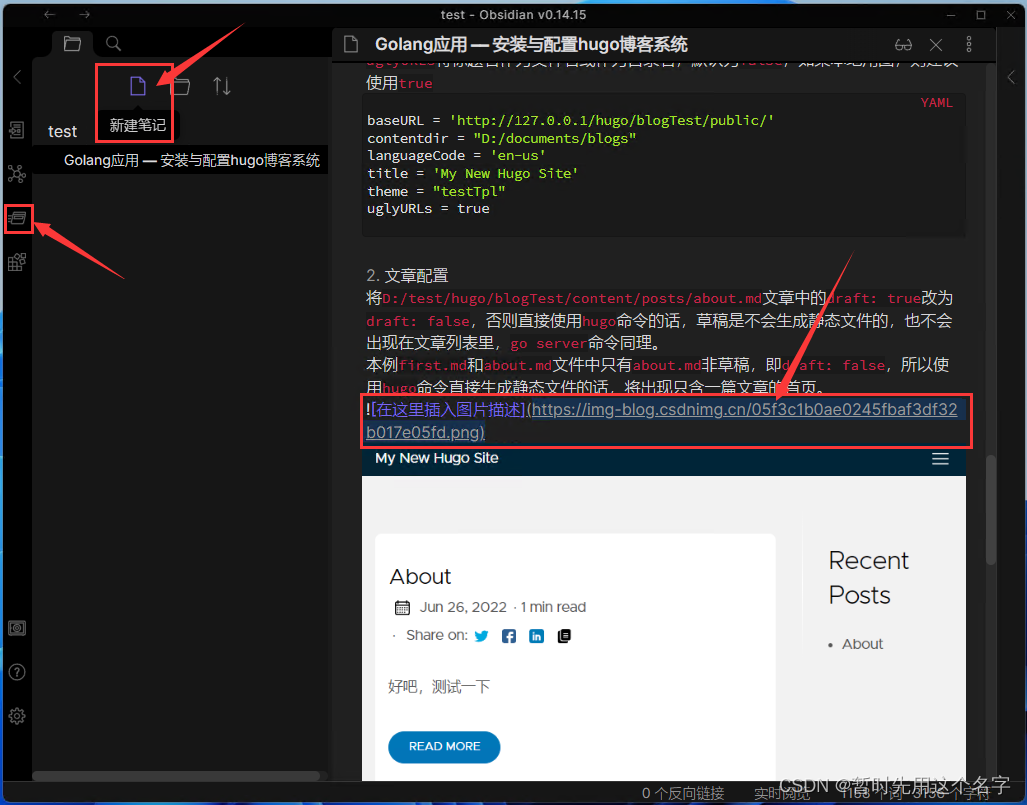 test - Obsidian v0.14.15
Golang应用 — 安装与配置hugo博客系统
新建笔记
test
Golang应用 — 安装与配置hugo博客系统
使用true
YAML
baseURL = 'http://127.0.0.1/hugo/blogTest/public/'
contentdir = "D:/documents/blogs"
languageCode = 'en-us'
title = 'My New Hugo Site'
theme = "testTpl"
uglyURLs = true
2. 文章配置
将D:/test/hugo/blogTest/content/posts/about.md文章中的draft: true改为
draft: false，否则直接使用hugo命令的话，草稿是不会生成静态文件的，也不会
出现在文章列表里，go server命令同理。
本例first.md和about.md文件中只有about.md非草稿，即draft: false，所以使
用hugo命令直接生成静态文件的话，将出现只含一篇文章的首页。
![在这里插入图片描述](https://img-blog.csdnimg.cn/05f3c1b0ae0245fbaf3df32
b017e05fd.png)
My New Hugo Site
About
Jun 26, 2022 · 1 min read
· Share on:
好吧，测试一下
READ MORE
Recent
Posts
• About
0 个反向链接 实时阅览
CSDN @暂时先用这个名字